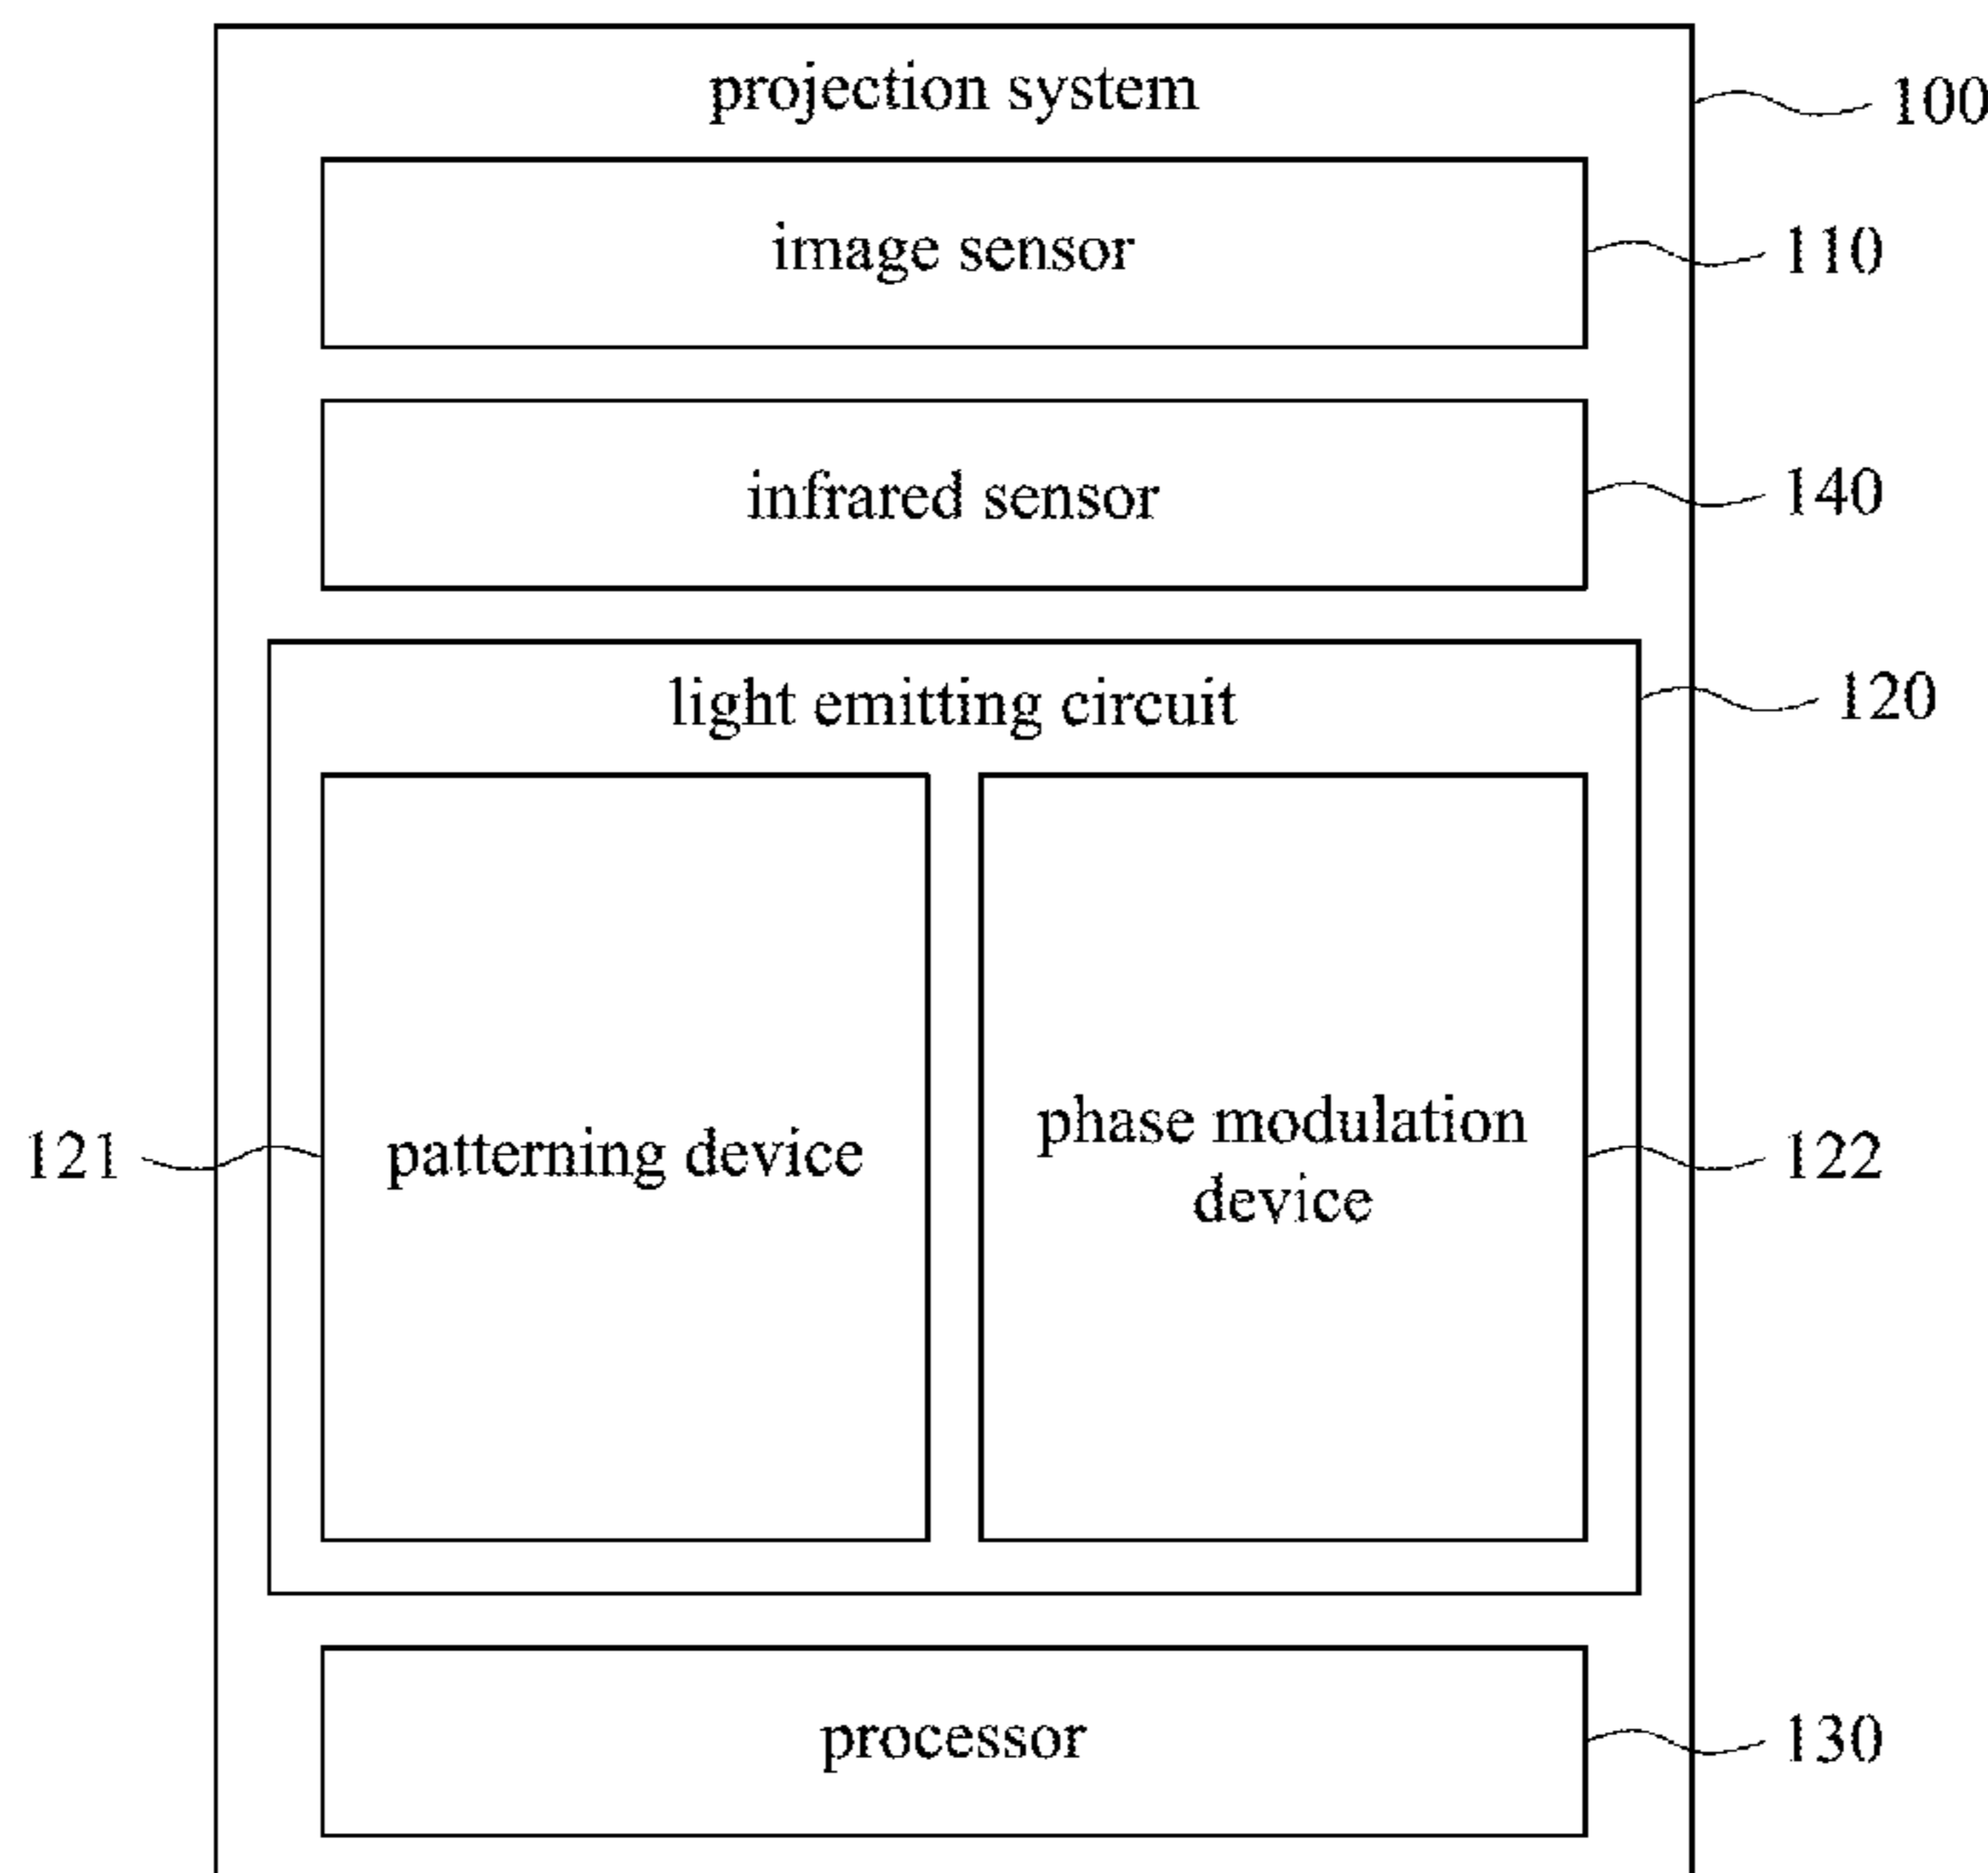 projection system
100
image sensor
110
infrared sensor
140
light emitting circuit
120
121
patterning device
phase modulation
device
122
processor
130